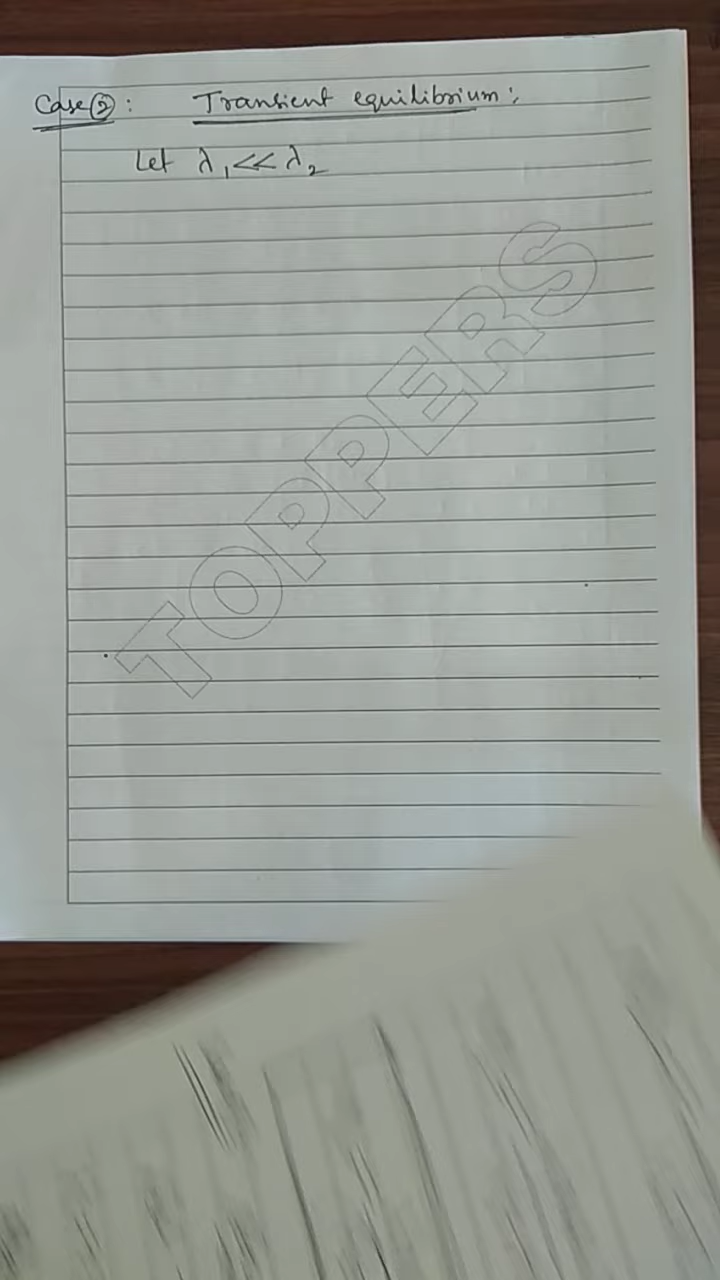 Case ②: Transient equilibrium:
Let λ₁ << λ₂
TOPPERS